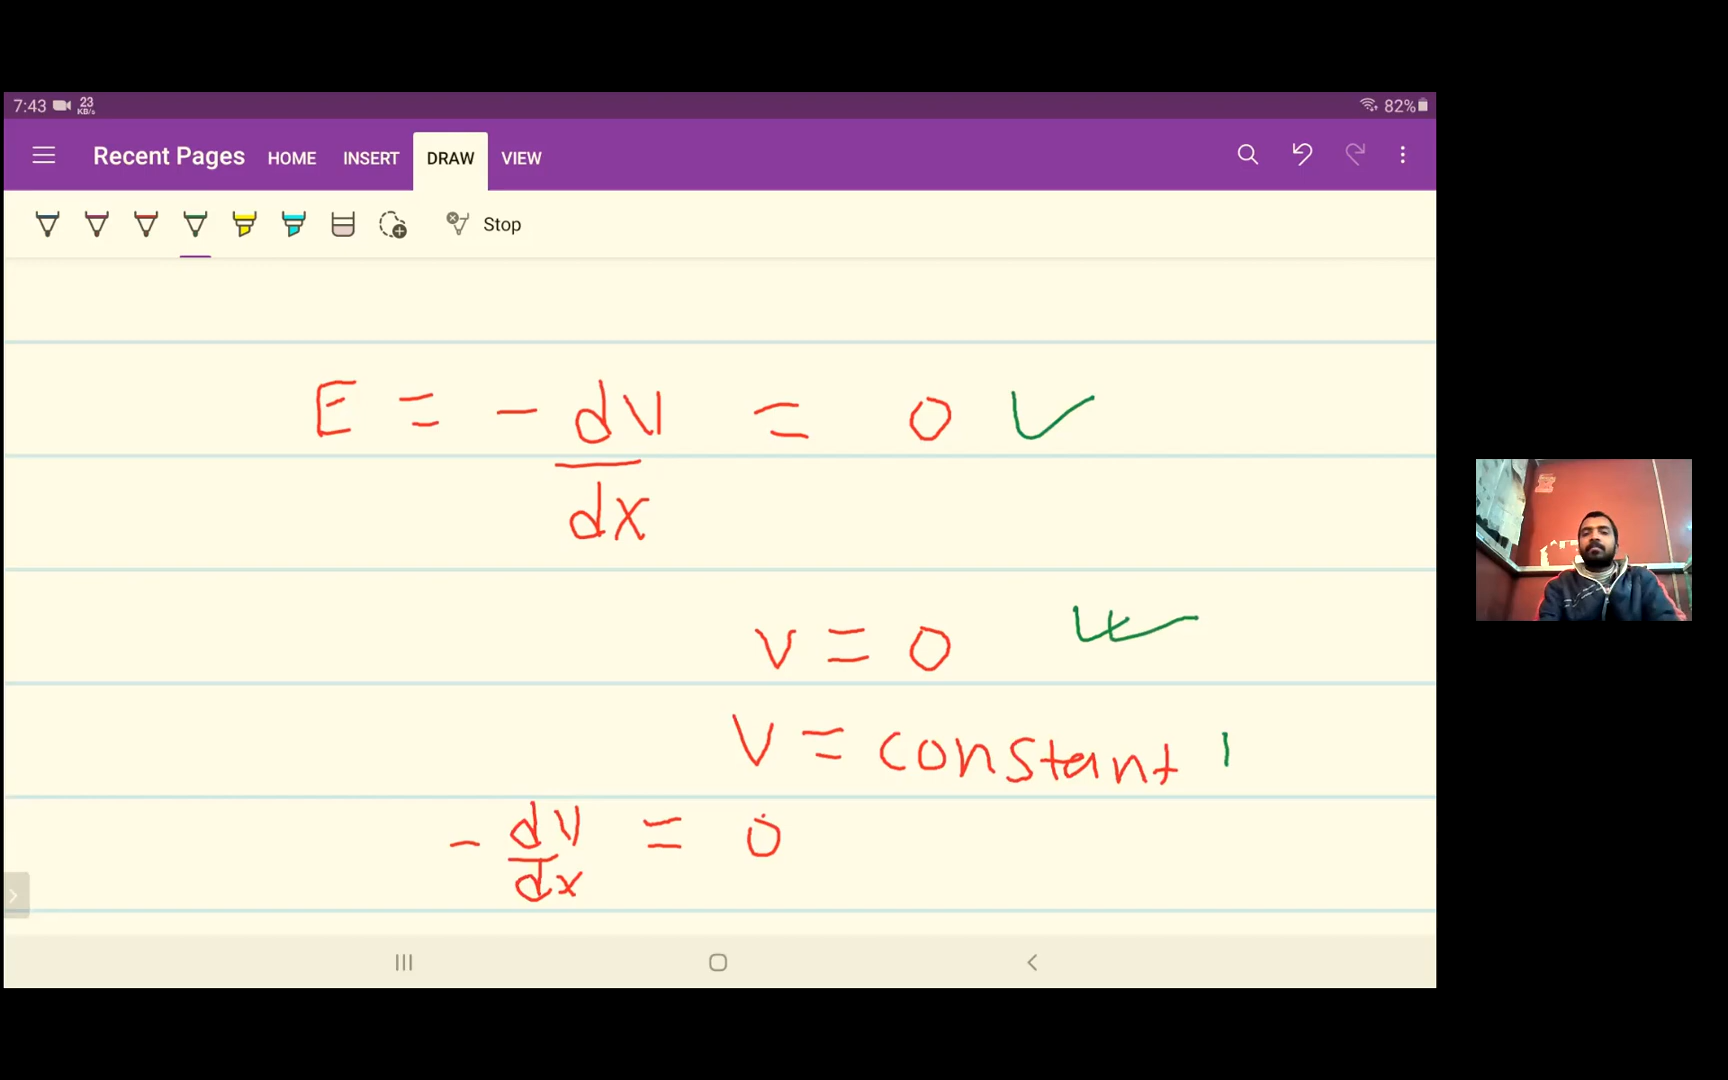 7:43 23 KB/s 82%
Recent Pages HOME INSERT DRAW VIEW
Stop
E = - dV/dx = 0
V = 0
V = constant
- dV/dx = 0